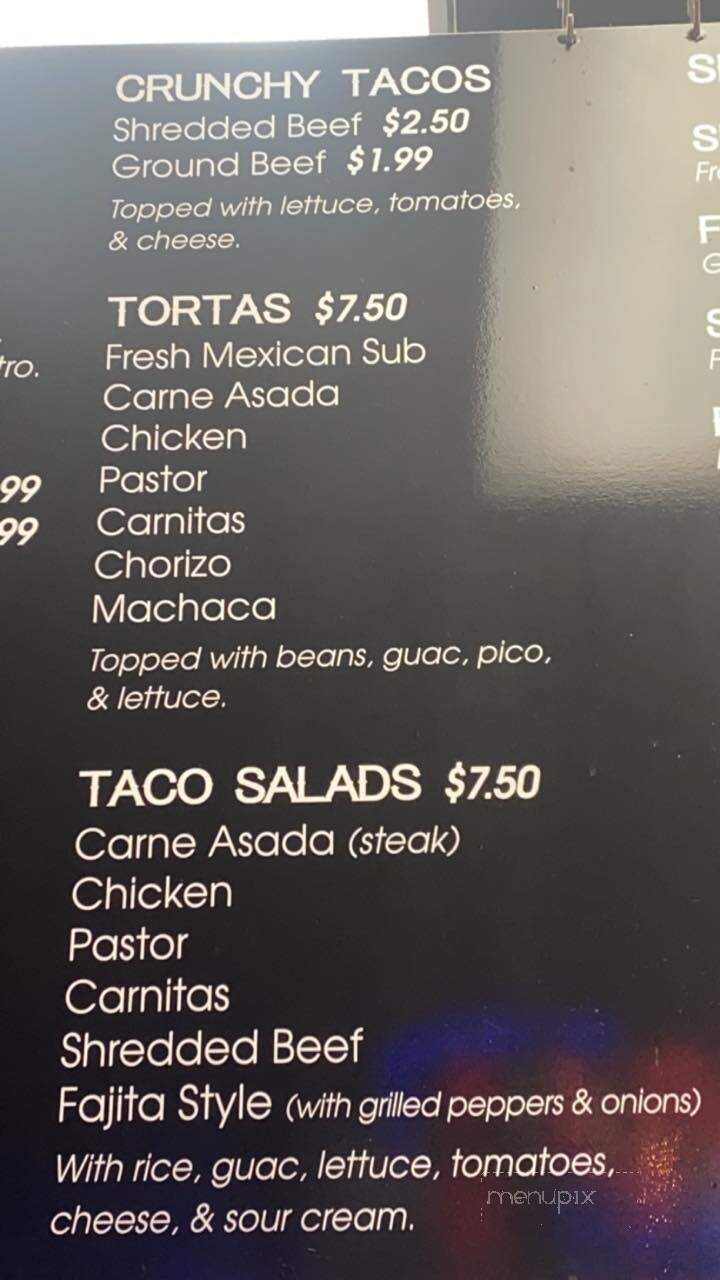 CRUNCHY TACOS
Shredded Beef $2.50
Ground Beef $1.99
Topped with lettuce, tomatoes,
& cheese.
TORTAS $7.50
Fresh Mexican Sub
Carne Asada
Chicken
Pastor
Carnitas
Chorizo
Machaca
Topped with beans, guac, pico,
& lettuce.
TACO SALADS $7.50
Carne Asada (steak)
Chicken
Pastor
Carnitas
Shredded Beef
Fajita Style (with grilled peppers & onions)
With rice, guac, lettuce, tomatoes,
cheese, & sour cream.
menupix